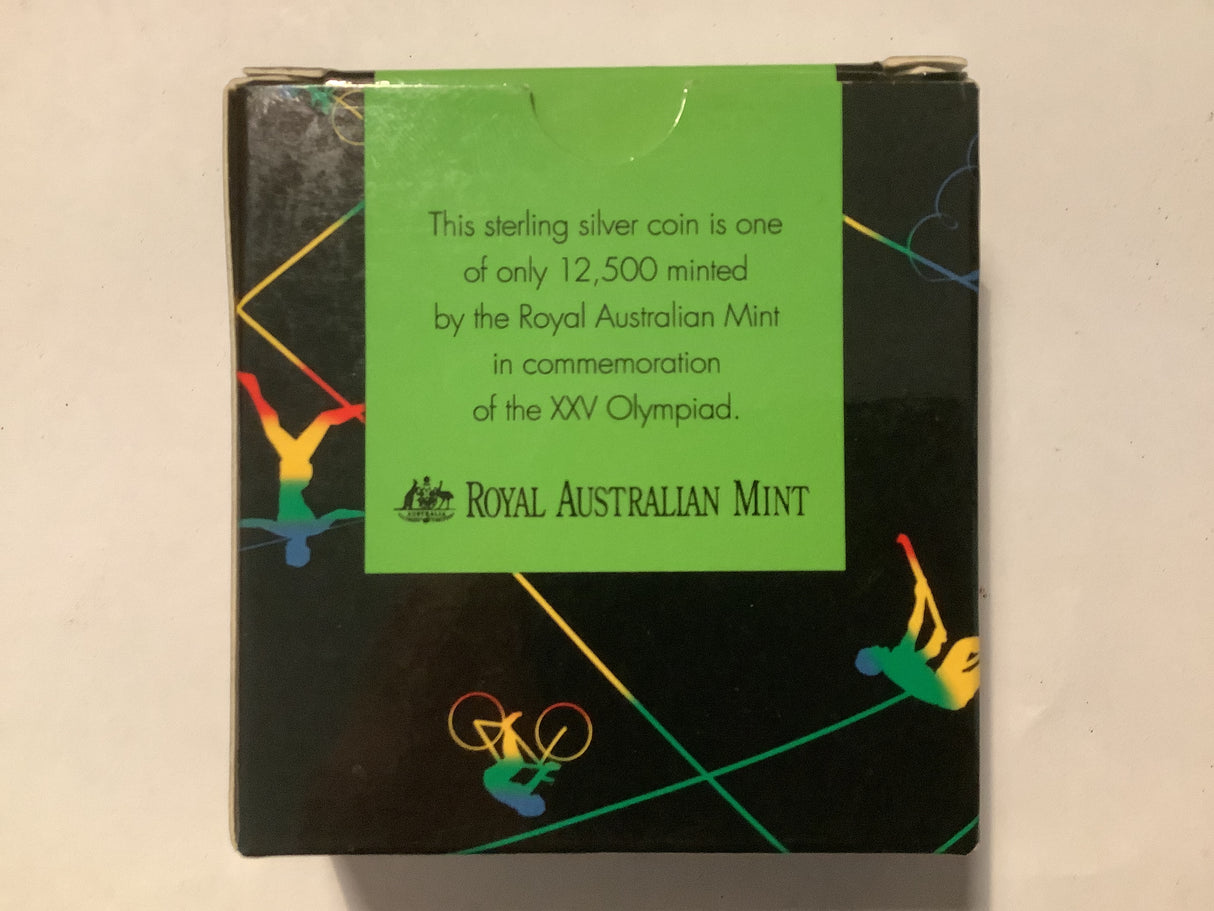 This sterling silver coin is one
of only 12,500 minted
by the Royal Australian Mint
in commemoration
of the XXV Olympiad.
AUSTRALIA
ROYAL AUSTRALIAN MINT